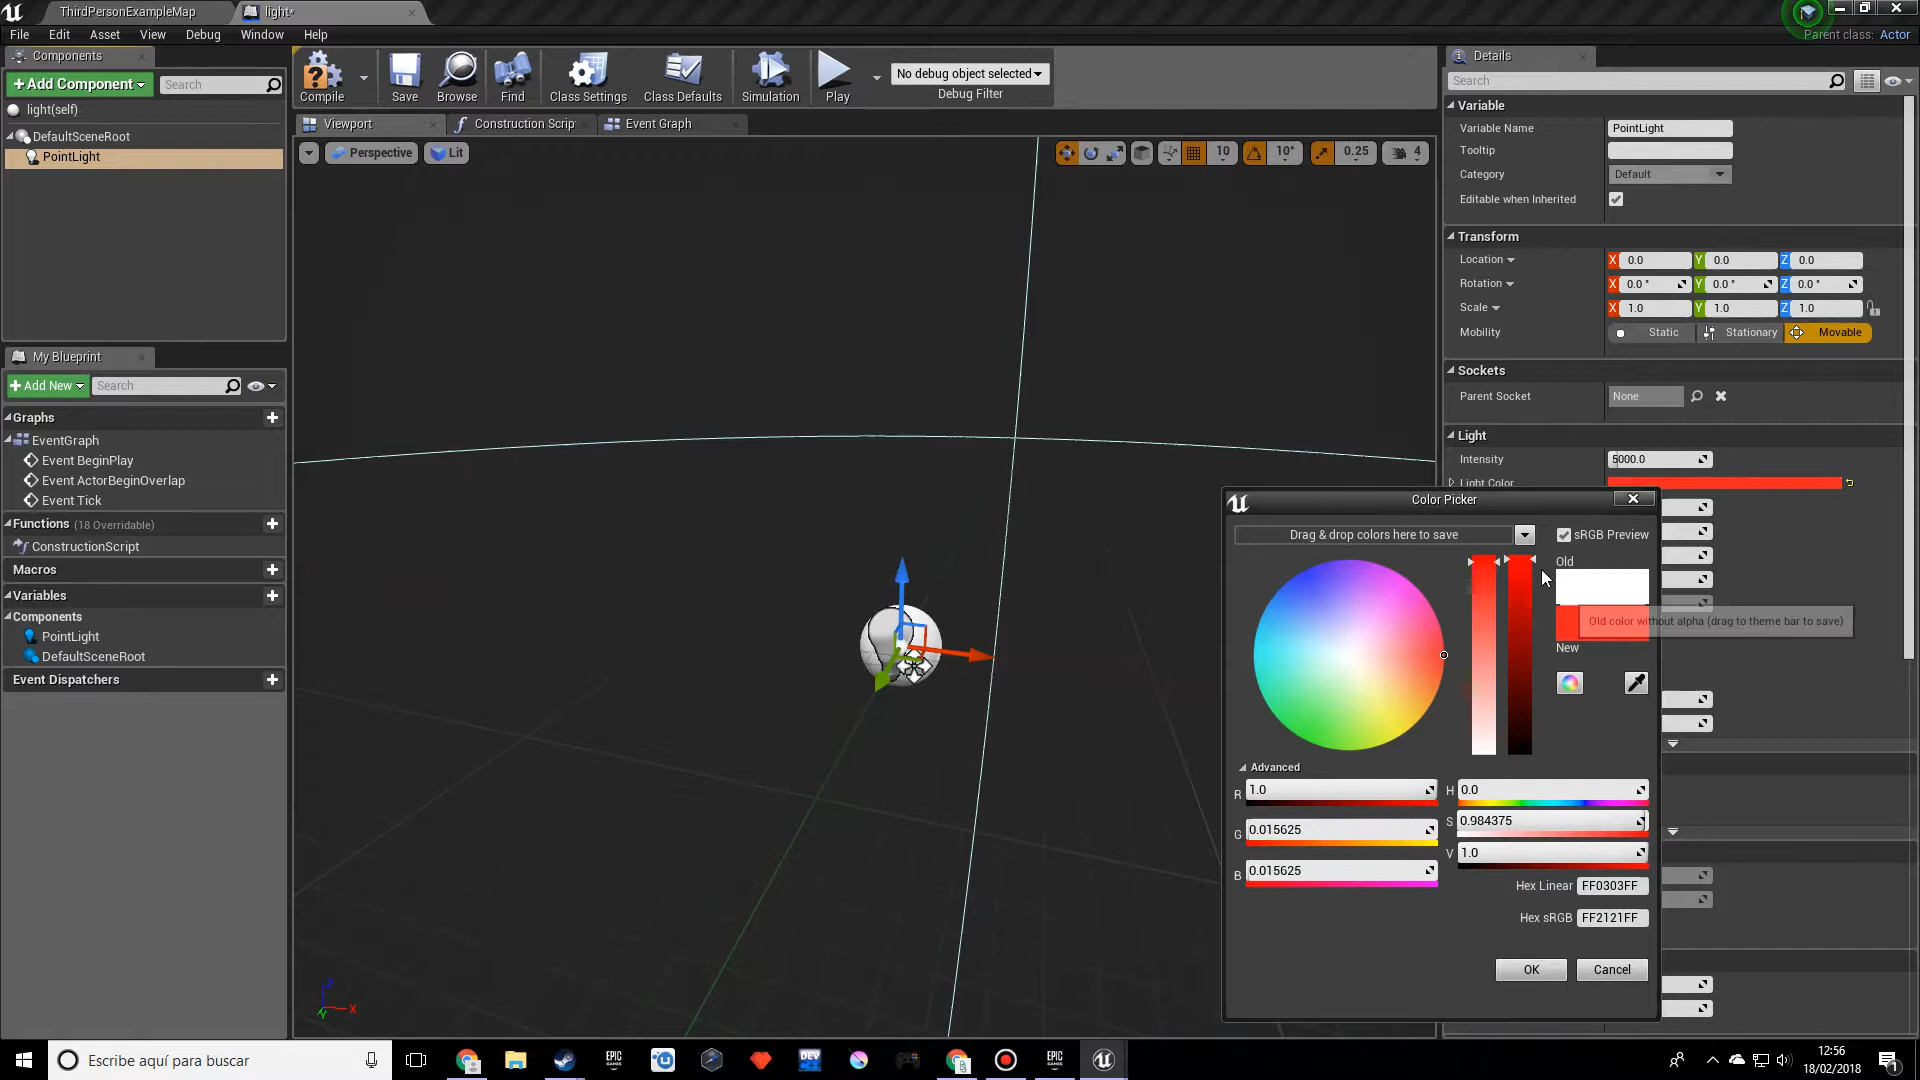 ThirdPersonExampleMap
light*
File
Edit
Asset
View
Debug
Window
Help
Parent class: Actor
Components
+ Add Component
Search
light(self)
DefaultSceneRoot
PointLight
Compile
Save
Browse
Find
Class Settings
Class Defaults
Simulation
Play
No debug object selected
Debug Filter
Viewport
Construction Scrip
Event Graph
Perspective
Lit
10
10°
0.25
4
My Blueprint
+ Add New
Search
Graphs
EventGraph
Event BeginPlay
Event ActorBeginOverlap
Event Tick
Functions (18 Overridable)
ConstructionScript
Macros
Variables
Components
PointLight
DefaultSceneRoot
Event Dispatchers
Z
X
Y
Details
Search
Variable
Variable Name PointLight
Tooltip
Category Default
Editable when Inherited
Transform
Location X 0.0 Y 0.0 Z 0.0
Rotation X 0.0 ° Y 0.0 ° Z 0.0 °
Scale X 1.0 Y 1.0 Z 1.0
Mobility Static Stationary Movable
Sockets
Parent Socket None
Light
Intensity 5000.0
Light Color
Color Picker
Drag & drop colors here to save
sRGB Preview
Old
Old color without alpha (drag to theme bar to save)
New
Advanced
R 1.0
G 0.015625
B 0.015625
H 0.0
S 0.984375
V 1.0
Hex Linear FF0303FF
Hex sRGB FF2121FF
OK
Cancel
Escribe aquí para buscar
EPIC
GAMES
DEV
EPIC
GAMES
12:56
18/02/2018
1